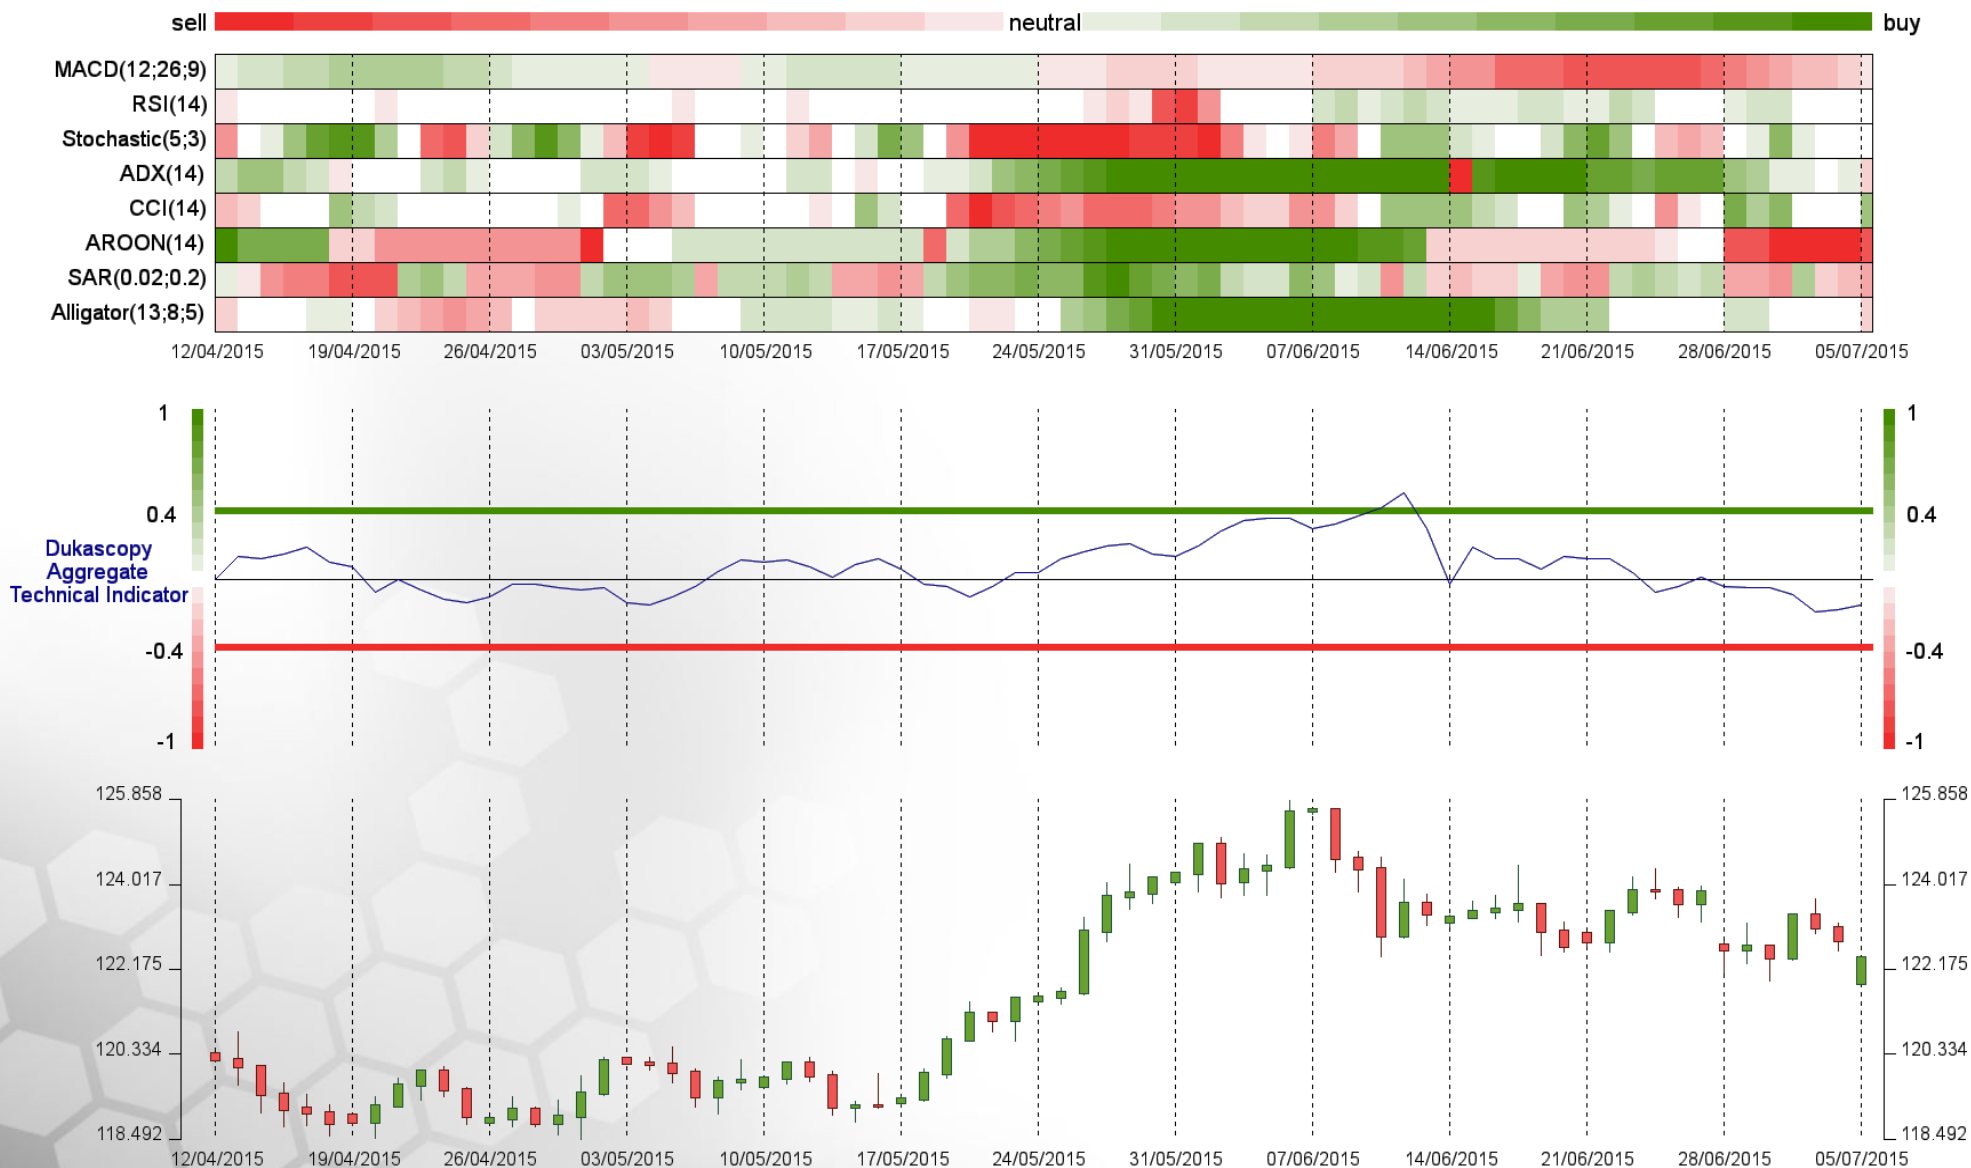 sell neutral buy
MACD(12;26;9)
RSI(14)
Stochastic(5;3)
ADX(14)
CCI(14)
AROON(14)
SAR(0.02;0.2)
Alligator(13;8;5)
12/04/2015 19/04/2015 26/04/2015 03/05/2015 10/05/2015 17/05/2015 24/05/2015 31/05/2015 07/06/2015 14/06/2015 21/06/2015 28/06/2015 05/07/2015
1 1
0.4 0.4
Dukascopy
Aggregate
Technical Indicator
-0.4 -0.4
-1 -1
125.858 125.858
124.017 124.017
122.175 122.175
120.334 120.334
118.492 118.492
12/04/2015 19/04/2015 26/04/2015 03/05/2015 10/05/2015 17/05/2015 24/05/2015 31/05/2015 07/06/2015 14/06/2015 21/06/2015 28/06/2015 05/07/2015